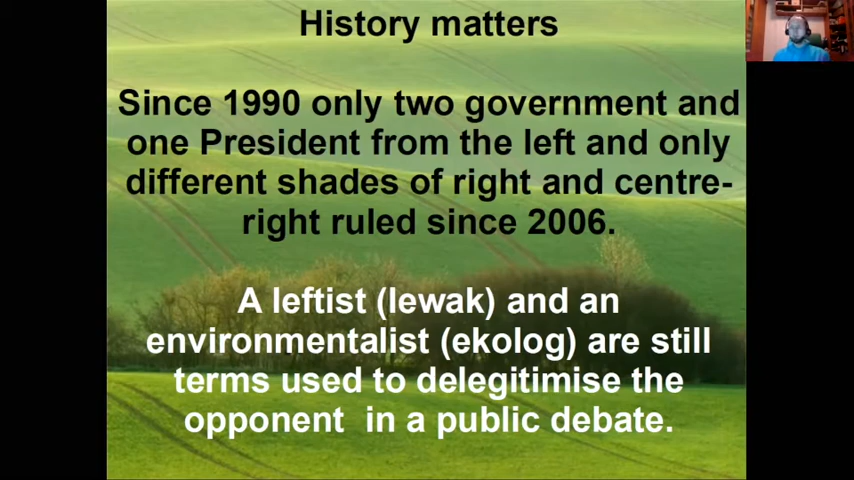 History matters
Since 1990 only two government and
one President from the left and only
different shades of right and centre-
right ruled since 2006.
A leftist (lewak) and an
environmentalist (ekolog) are still
terms used to delegitimise the
opponent  in a public debate.